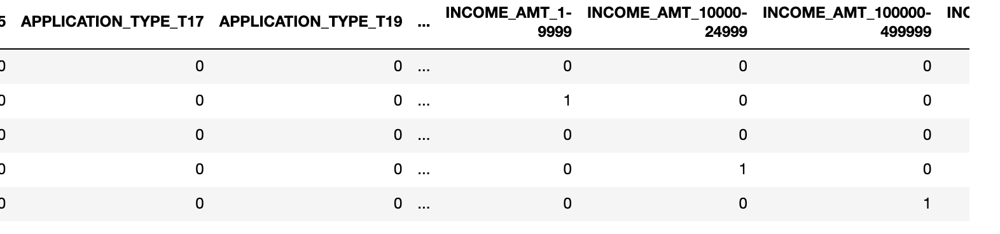 5 APPLICATION_TYPE_T17 APPLICATION_TYPE_T19 ... INCOME_AMT_1-9999 INCOME_AMT_10000-24999 INCOME_AMT_100000-499999 INC
0 0 0 ... 0 0 0
0 0 0 ... 1 0 0
0 0 0 ... 0 0 0
0 0 0 ... 0 1 0
0 0 0 ... 0 0 1